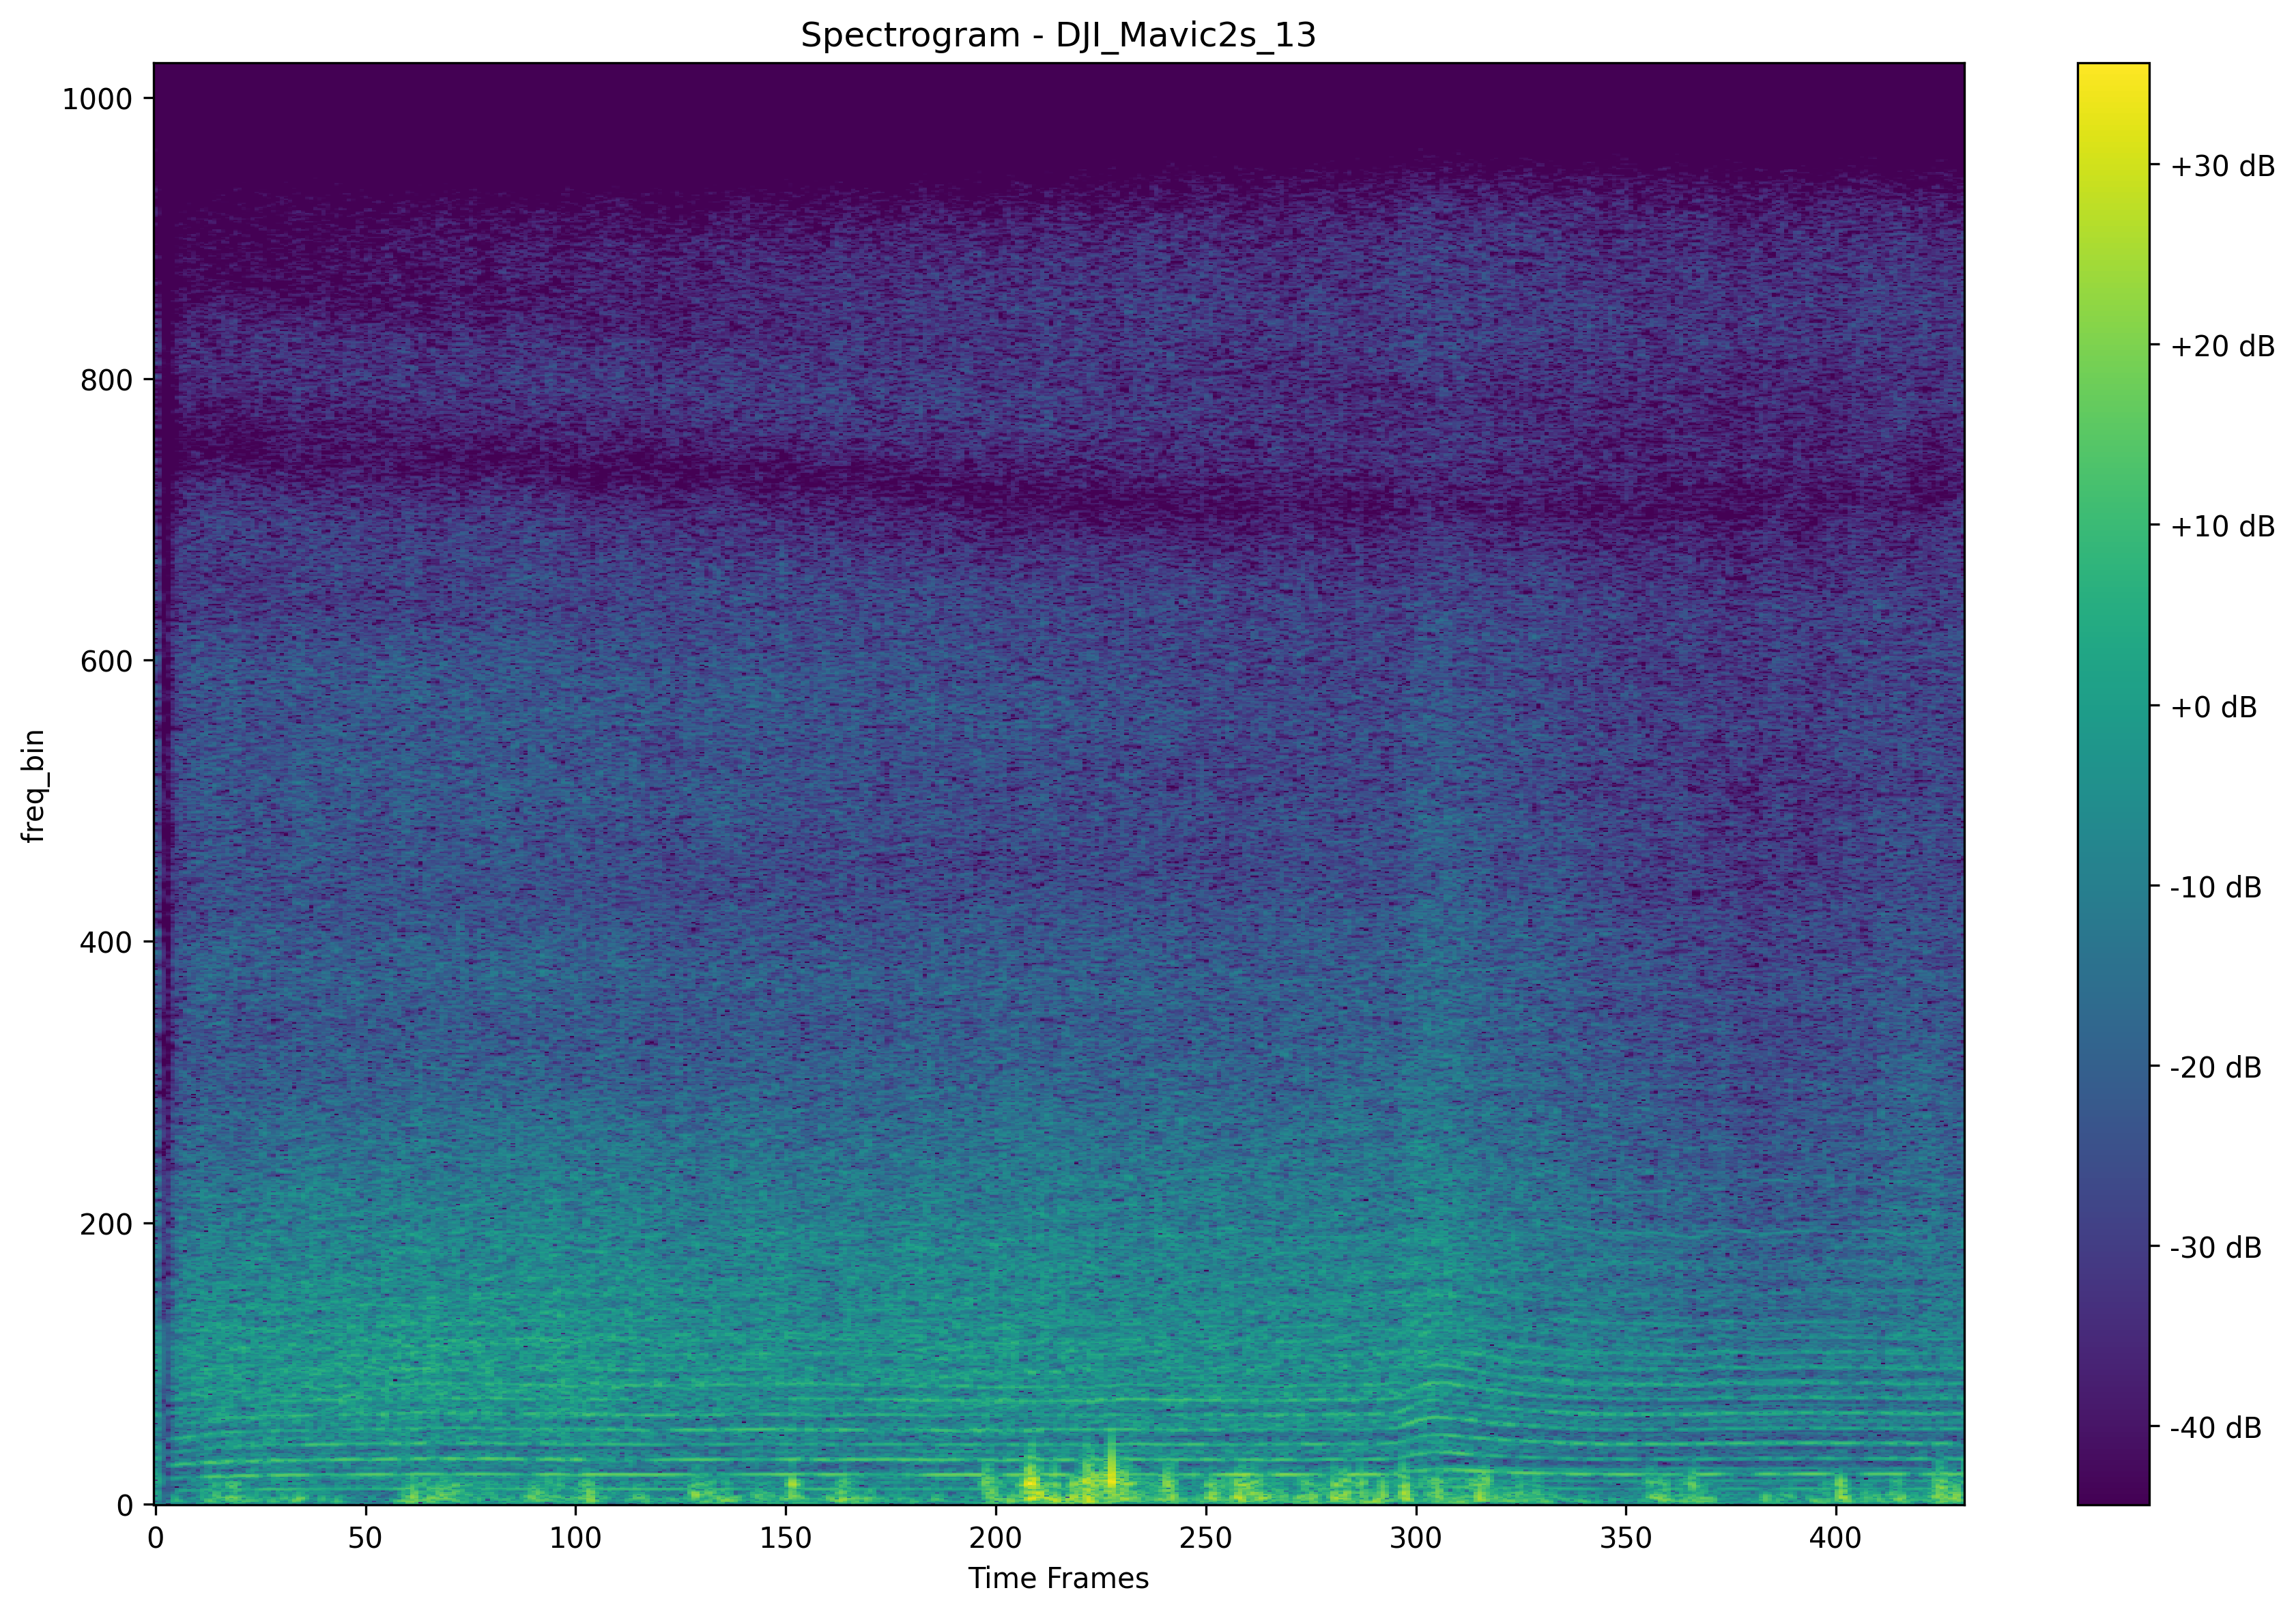 Spectrogram - DJI_Mavic2s_13
1000
800
600
400
200
0
freq_bin
0 50 100 150 200 250 300 350 400
Time Frames
+30 dB
+20 dB
+10 dB
+0 dB
-10 dB
-20 dB
-30 dB
-40 dB